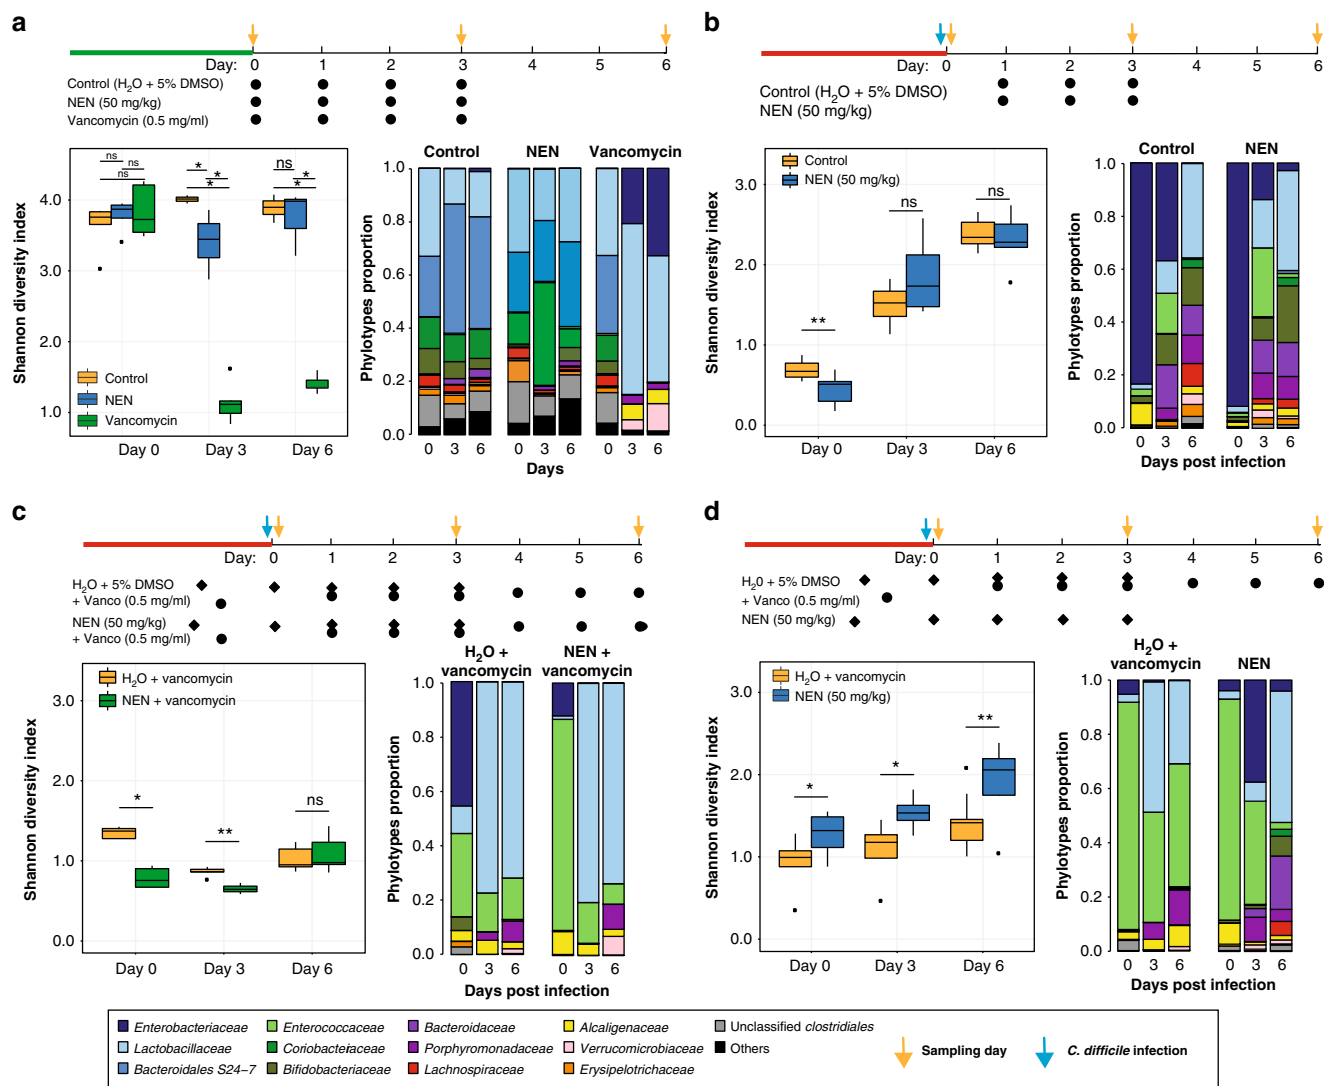 a
Day: 0 1 2 3 4 5 6
Control (H2O + 5% DMSO)
NEN (50 mg/kg)
Vancomycin (0.5 mg/ml)
Shannon diversity index
4.0
3.0
2.0
1.0
ns
ns
ns
*
*
*
ns
*
*
Control
NEN
Vancomycin
Day 0 Day 3 Day 6
Control NEN Vancomycin
Phylotypes proportion
1.0
0.8
0.6
0.4
0.2
0.0
0 3 6 0 3 6 0 3 6
Days
b
Day: 0 1 2 3 4 5 6
Control (H2O + 5% DMSO)
NEN (50 mg/kg)
Shannon diversity index
3.0
2.0
1.0
0.0
Control
NEN (50 mg/kg)
**
ns
ns
Day 0 Day 3 Day 6
Control NEN
Phylotypes proportion
1.0
0.8
0.6
0.4
0.2
0.0
0 3 6 0 3 6
Days post infection
c
Day: 0 1 2 3 4 5 6
H2O + 5% DMSO
+ Vanco (0.5 mg/ml)
NEN (50 mg/kg)
+ Vanco (0.5 mg/ml)
Shannon diversity index
3.0
2.0
1.0
0.0
H2O + vancomycin
NEN + vancomycin
*
**
ns
Day 0 Day 3 Day 6
H2O + NEN +
vancomycin vancomycin
Phylotypes proportion
1.0
0.8
0.6
0.4
0.2
0.0
0 3 6 0 3 6
Days post infection
d
Day: 0 1 2 3 4 5 6
H20 + 5% DMSO
+ Vanco (0.5 mg/ml)
NEN (50 mg/kg)
Shannon diversity index
3.0
2.0
1.0
0.0
H2O + vancomycin
NEN (50 mg/kg)
*
*
**
Day 0 Day 3 Day 6
H2O +
vancomycin NEN
Phylotypes proportion
1.0
0.8
0.6
0.4
0.2
0.0
0 3 6 0 3 6
Days post infection
Enterobacteriaceae Enterococcaceae Bacteroidaceae Alcaligenaceae Unclassified clostridiales
Lactobacillaceae Coriobacteriaceae Porphyromonadaceae Verrucomicrobiaceae Others
Bacteroidales S24–7 Bifidobacteriaceae Lachnospiraceae Erysipelotrichaceae
Sampling day C. difficile infection